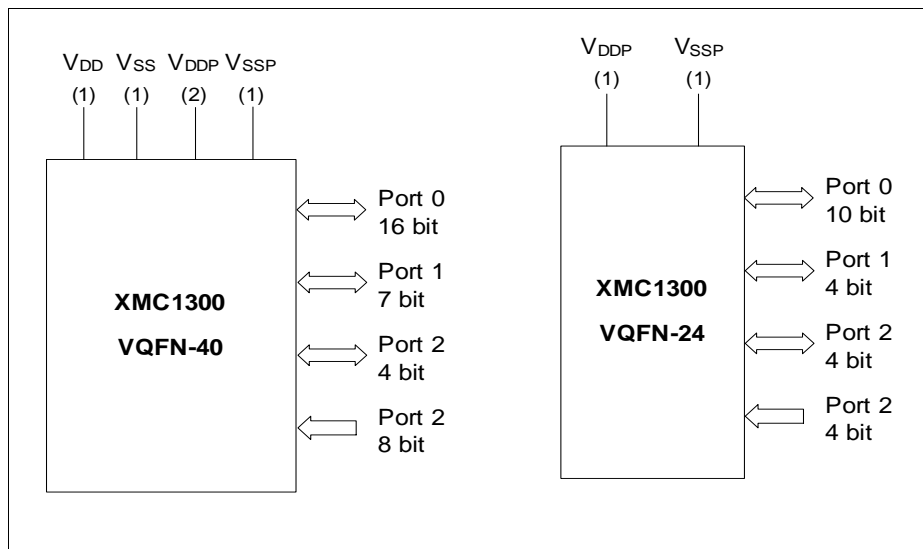 VDD VSS VDDP VSSP
(1) (1) (2) (1)
Port 0
16 bit
Port 1
7 bit
Port 2
4 bit
Port 2
8 bit
XMC1300
VQFN-40
VDDP VSSP
(1) (1)
Port 0
10 bit
Port 1
4 bit
Port 2
4 bit
Port 2
4 bit
XMC1300
VQFN-24